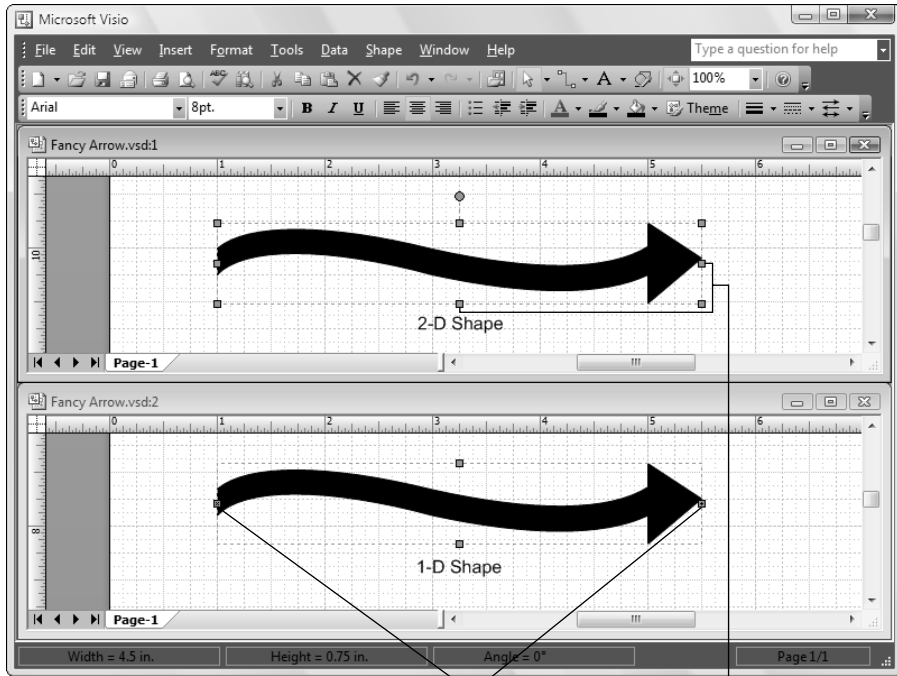 Microsoft Visio
File Edit View Insert Format Tools Data Shape Window Help Type a question for help
ABC A 100%
Arial 8pt. B I U A Theme
Fancy Arrow.vsd:1
0 1 2 3 4 5 6
10
2-D Shape
Page-1
Fancy Arrow.vsd:2
0 1 2 3 4 5 6
8
1-D Shape
Page-1
Width = 4.5 in. Height = 0.75 in. Angle = 0° Page 1/1